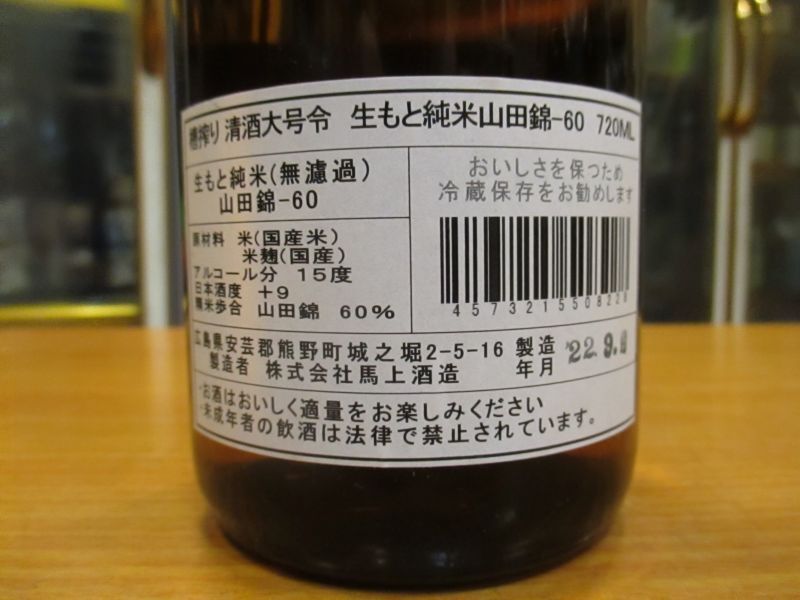 槽搾り 清酒大号令 生もと純米山田錦-60 720ML
生もと純米(無濾過)
山田錦-60
おいしさを保つため
冷蔵保存をお勧めします
原材料 米(国産米)
米麹(国産)
アルコール分 15度
日本酒度 +9
精米歩合 山田錦 60%
4573215508228
広島県安芸郡熊野町城之堀2-5-16
製造者 株式会社馬上酒造
製造
年月
'22.9.
・お酒はおいしく適量をお楽しみください
・未成年者の飲酒は法律で禁止されています。